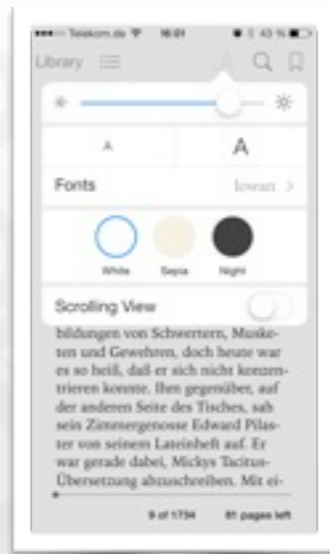 Telekom.de 16:01 43 %
Library A
A A
Fonts Iowan >
White Sepia Night
Scrolling View
bildungen von Schwertern, Muske-
ten und Gewehren, doch heute war
es so heiß, daß er sich nicht konzen-
trieren konnte. Ihm gegenüber, auf
der anderen Seite des Tisches, sah
sein Zimmergenosse Edward Pilas-
ter von seinem Lateinheft auf. Er
war gerade dabei, Mickys Tacitus-
Übersetzung abzuschreiben. Mit ei-
9 of 1734 81 pages left